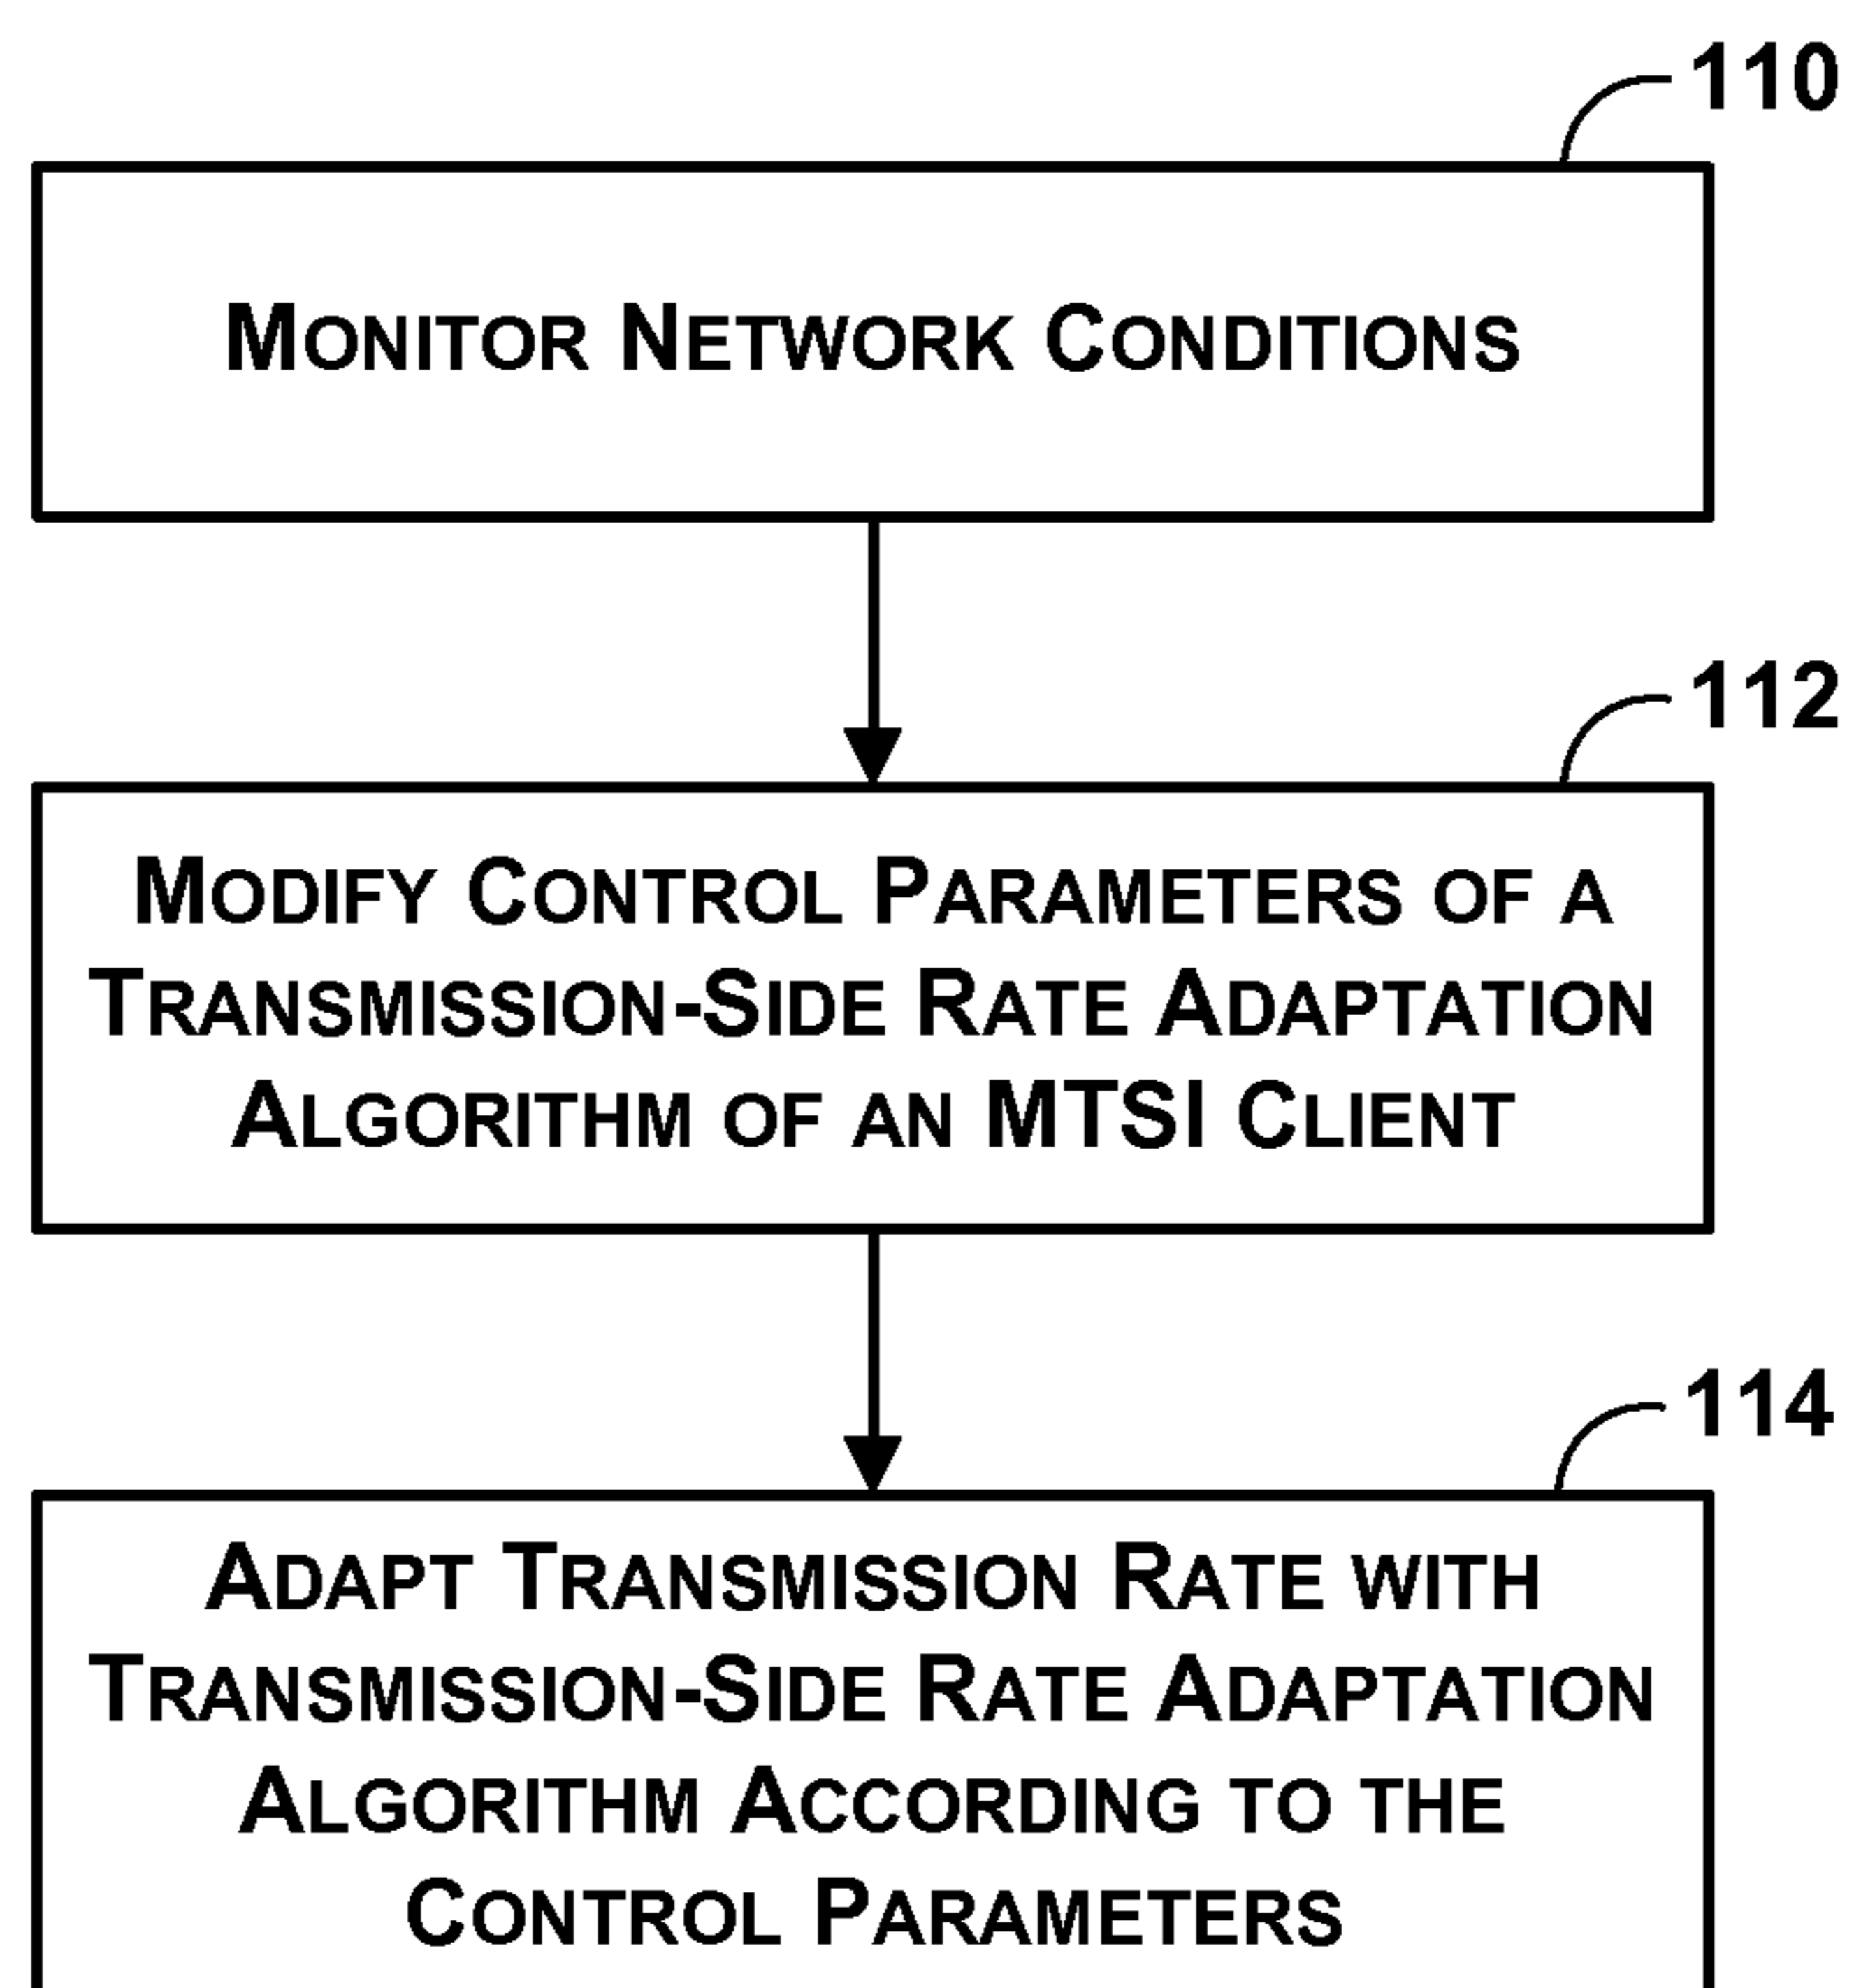 110
MONITOR NETWORK CONDITIONS
112
MODIFY CONTROL PARAMETERS OF A
TRANSMISSION-SIDE RATE ADAPTATION
ALGORITHM OF AN MTSI CLIENT
114
ADAPT TRANSMISSION RATE WITH
TRANSMISSION-SIDE RATE ADAPTATION
ALGORITHM ACCORDING TO THE
CONTROL PARAMETERS